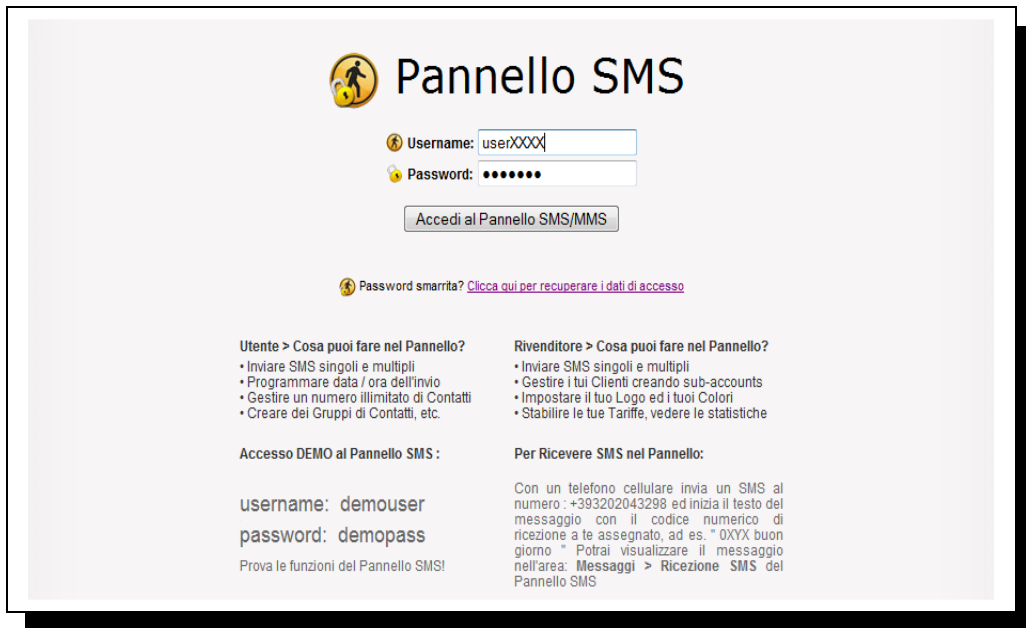 Pannello SMS
Username: userXXXX
Password: •••••••
Accedi al Pannello SMS/MMS
Password smarrita? Clicca qui per recuperare i dati di accesso
Utente > Cosa puoi fare nel Pannello?
• Inviare SMS singoli e multipli
• Programmare data / ora dell'invio
• Gestire un numero illimitato di Contatti
• Creare dei Gruppi di Contatti, etc.
Rivenditore > Cosa puoi fare nel Pannello?
• Inviare SMS singoli e multipli
• Gestire i tui Clienti creando sub-accounts
• Impostare il tuo Logo ed i tuoi Colori
• Stabilire le tue Tariffe, vedere le statistiche
Accesso DEMO al Pannello SMS :
username: demouser
password: demopass
Prova le funzioni del Pannello SMS!
Per Ricevere SMS nel Pannello:
Con un telefono cellulare invia un SMS al
numero : +393202043298 ed inizia il testo del
messaggio con il codice numerico di
ricezione a te assegnato, ad es. " 0XYX buon
giorno " Potrai visualizzare il messaggio
nell'area: Messaggi > Ricezione SMS del
Pannello SMS